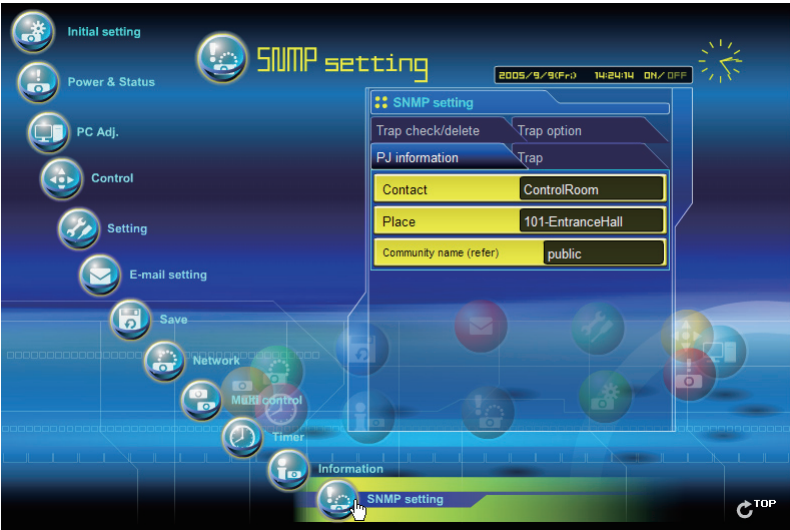 Initial setting
Power & Status
PC Adj.
Control
Setting
E-mail setting
Save
Network
Multi control
Timer
Information
SNMP setting
SNMP setting
2005/9/9(Fri) 14:24:14 ON/OFF
SNMP setting
Trap check/delete Trap option
PJ information Trap
Contact ControlRoom
Place 101-EntranceHall
Community name (refer) public
TOP